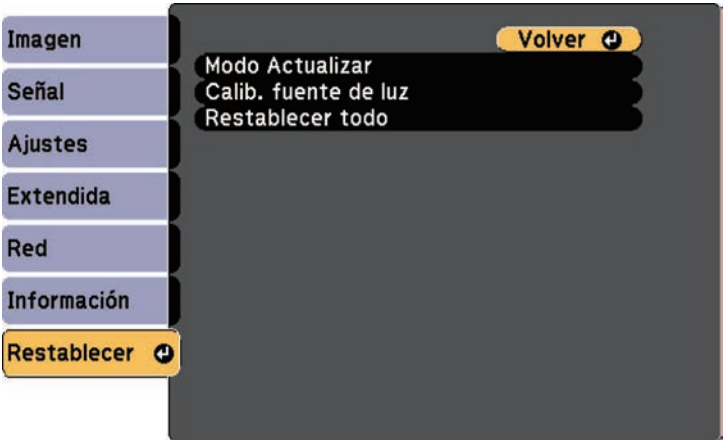 Imagen
Señal
Ajustes
Extendida
Red
Información
Restablecer
Volver
Modo Actualizar
Calib. fuente de luz
Restablecer todo